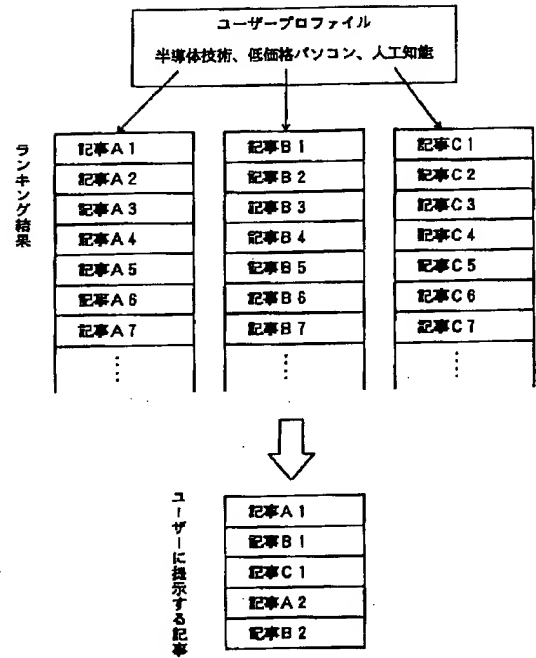 ユーザープロファイル
半導体技術、低価格パソコン、人工知能
ランキング結果
記事A1
記事A2
記事A3
記事A4
記事A5
記事A6
記事A7
⋮
記事B1
記事B2
記事B3
記事B4
記事B5
記事B6
記事B7
⋮
記事C1
記事C2
記事C3
記事C4
記事C5
記事C6
記事C7
⋮
ユーザーに提示する記事
記事A1
記事B1
記事C1
記事A2
記事B2